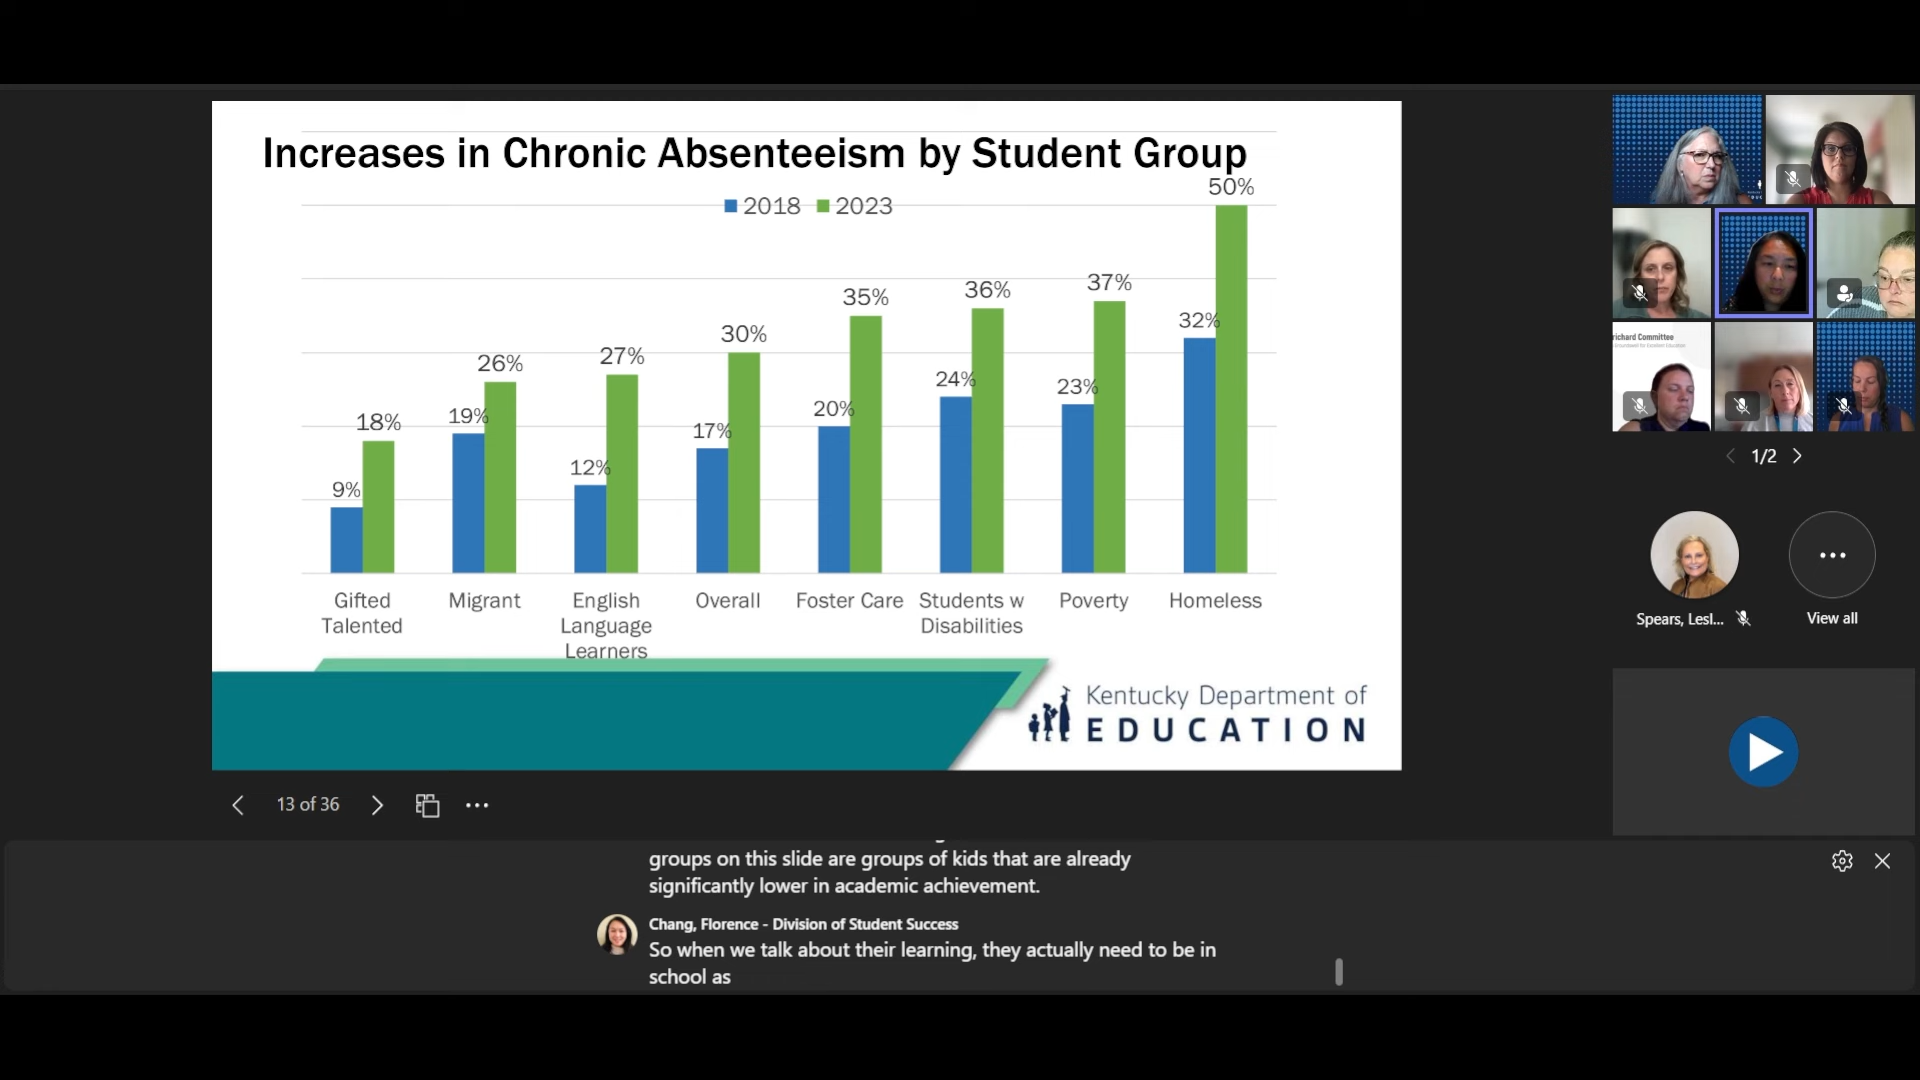 Increases in Chronic Absenteeism by Student Group
2018 2023
9%
18%
19%
26%
12%
27%
17%
30%
20%
35%
24%
36%
23%
37%
32%
50%
Gifted
Talented
Migrant
English
Language
Learners
Overall
Foster Care
Students w
Disabilities
Poverty
Homeless
Kentucky Department of
EDUCATION
13 of 36
richard Committee
1/2
Spears, Lesl...
View all
groups on this slide are groups of kids that are already
significantly lower in academic achievement.
Chang, Florence - Division of Student Success
So when we talk about their learning, they actually need to be in
school as